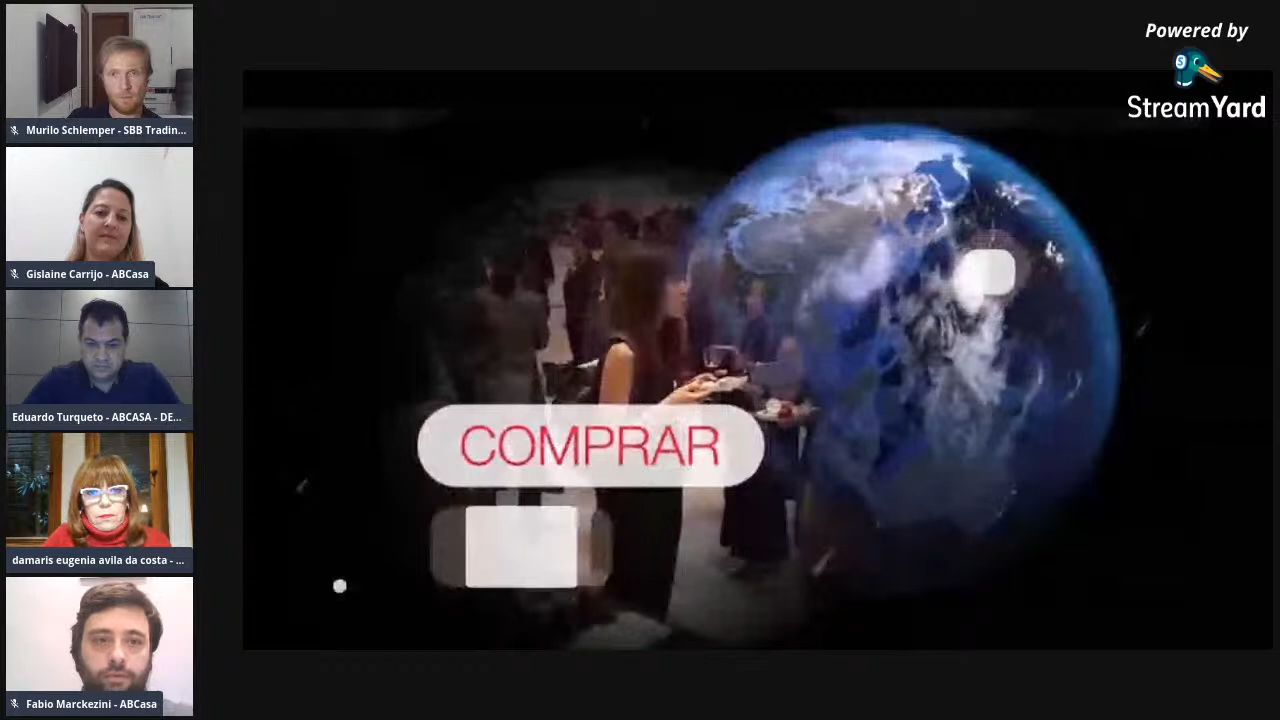 Powered by
StreamYard
Murilo Schlemper - SBB Tradin...
Gislaine Carrijo - ABCasa
Eduardo Turqueto - ABCASA - DE...
damaris eugenia avila da costa - ...
Fabio Marckezini - ABCasa
COMPRAR